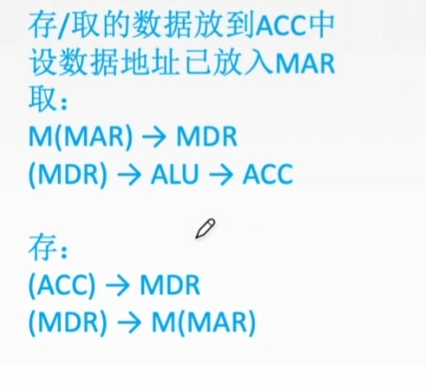 存/取的数据放到ACC中
设数据地址已放入MAR
取：
M(MAR) → MDR
(MDR) → ALU → ACC
存：
(ACC) → MDR
(MDR) → M(MAR)